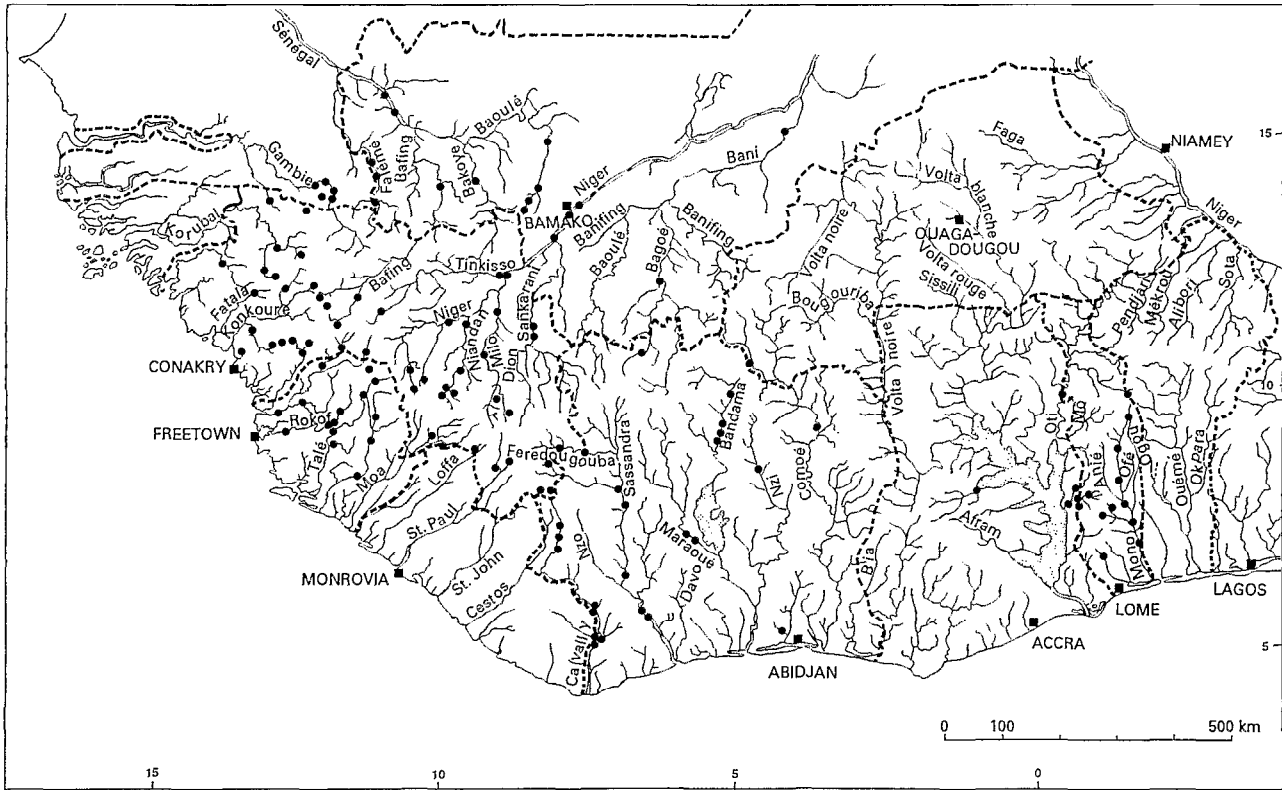 Sénégal
Gambie
Falémé
Bafing
Bakoye
Baoulé
Niger
Bani
Faga
NIAMEY
15
Volta blanche
Koruba
BAMAKO
Banifing
Baoulé
Bagoé
Banifing
Volta noire
OUAGA-
DOUGOU
Niger
Tinkisso
Bafing
Sankarani
Volta rouge
Sissili
Bougouriba
Pendjari
Mékrou
Alibori
Sota
Fatala
Konkouré
Niger
Niandan
Milo
Dion
Volta noire
CONAKRY
10
Rokof
FREETOWN
Talé
Moa
Loffa
Feredougouba
Sassandra
Bandama
Nzi
Comoé
Oti
Mô
Anié
Ofé
Ogou
Ouémé
Okpara
St. Paul
St. John
Cestos
Nzo
Maraoué
Davo
Bia
Afram
Mono
MONROVIA
LAGOS
LOME
ACCRA
Cavally
ABIDJAN
5
0 100 500 km
15 10 5 0